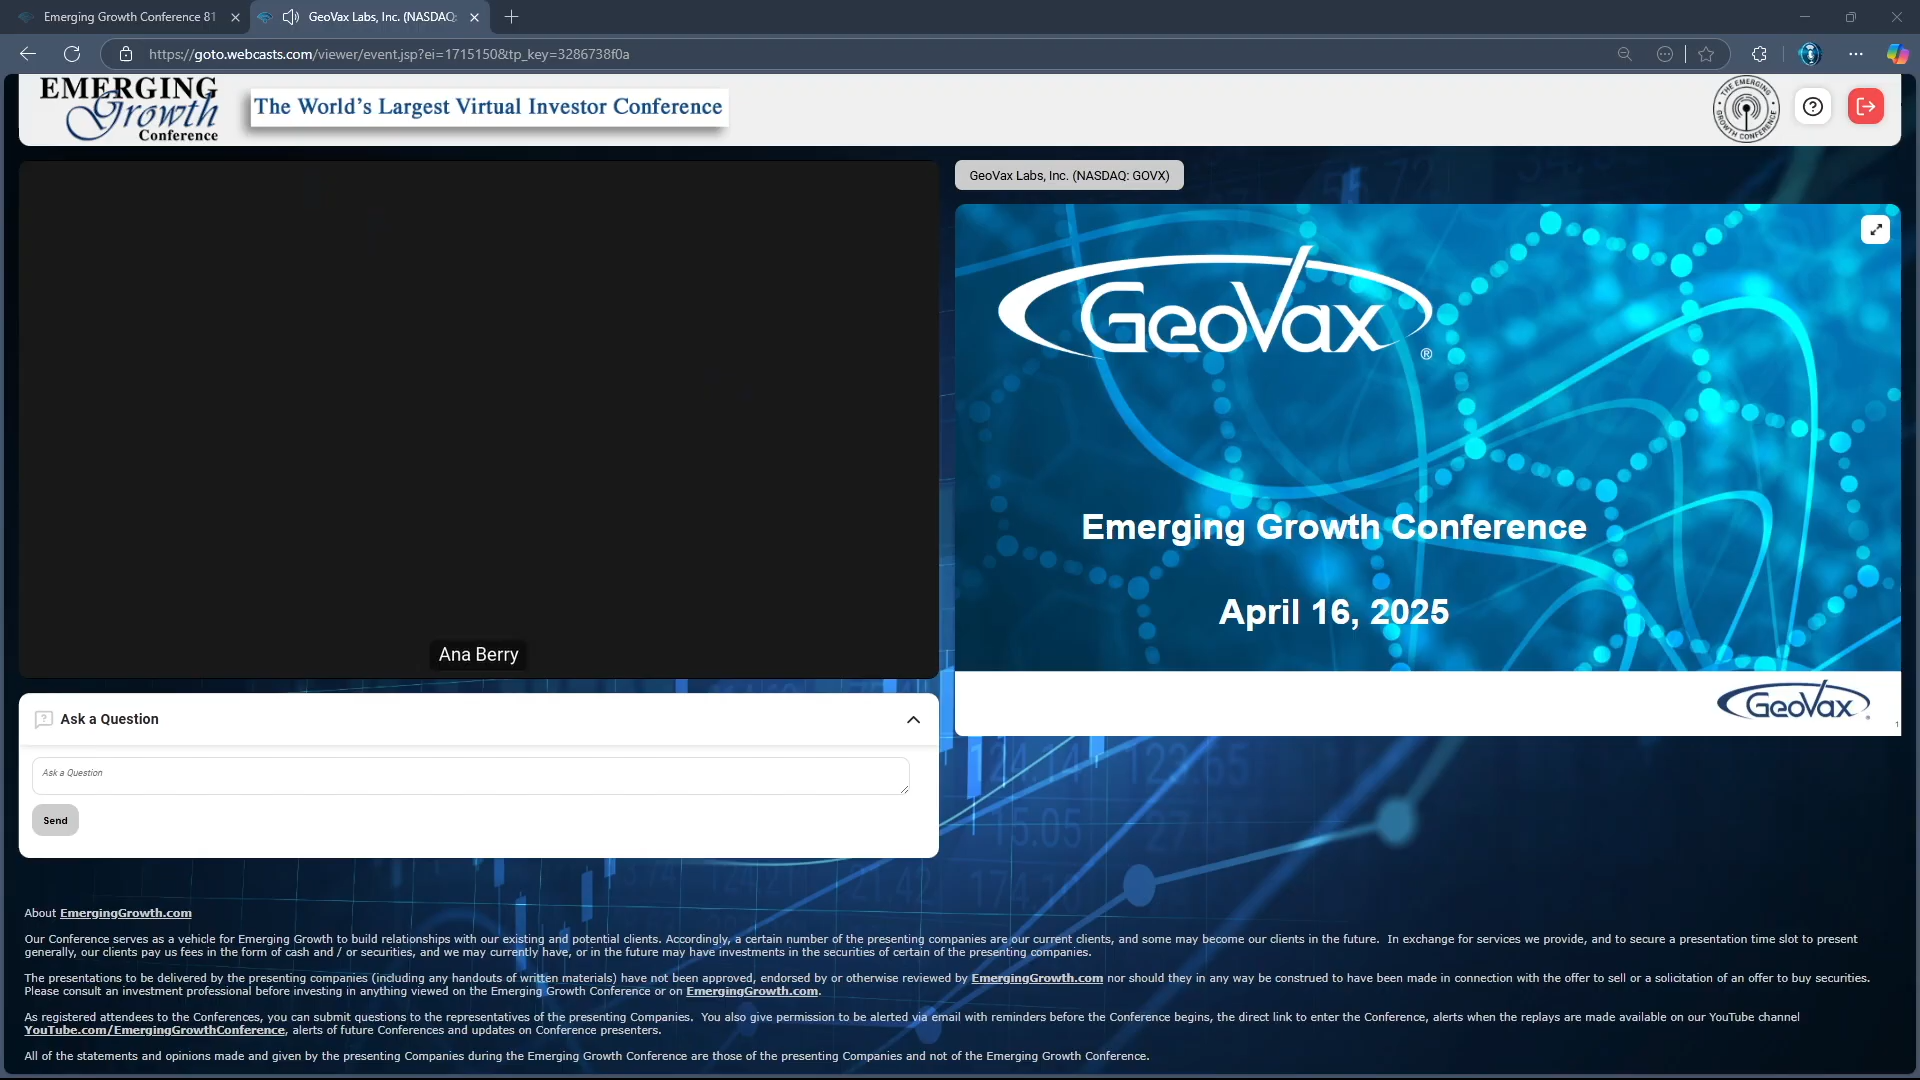 Emerging Growth Conference 81
GeoVax Labs, Inc. (NASDAQ:
https://goto.webcasts.com/viewer/event.jsp?ei=1715150&tp_key=3286738f0a
EMERGING
Growth
Conference
The World's Largest Virtual Investor Conference
THE EMERGING
GROWTH CONFERENCE
GeoVax Labs, Inc. (NASDAQ: GOVX)
GEOVAX
®
Emerging Growth Conference
April 16, 2025
GEOVAX
1
Ana Berry
Ask a Question
Ask a Question
Send
About EmergingGrowth.com
Our Conference serves as a vehicle for Emerging Growth to build relationships with our existing and potential clients. Accordingly, a certain number of the presenting companies are our current clients, and some may become our clients in the future.  In exchange for services we provide, and to secure a presentation time slot to present
generally, our clients pay us fees in the form of cash and / or securities, and we may currently have, or in the future may have investments in the securities of certain of the presenting companies.
The presentations to be delivered by the presenting companies (including any handouts of written materials) have not been approved, endorsed by or otherwise reviewed by EmergingGrowth.com nor should they in any way be construed to have been made in connection with the offer to sell or a solicitation of an offer to buy securities.
Please consult an investment professional before investing in anything viewed on the Emerging Growth Conference or on EmergingGrowth.com.
As registered attendees to the Conferences, you can submit questions to the representatives of the presenting Companies.  You also give permission to be alerted via email with reminders before the Conference begins, the direct link to enter the Conference, alerts when the replays are made available on our YouTube channel
YouTube.com/EmergingGrowthConference, alerts of future Conferences and updates on Conference presenters.
All of the statements and opinions made and given by the presenting Companies during the Emerging Growth Conference are those of the presenting Companies and not of the Emerging Growth Conference.